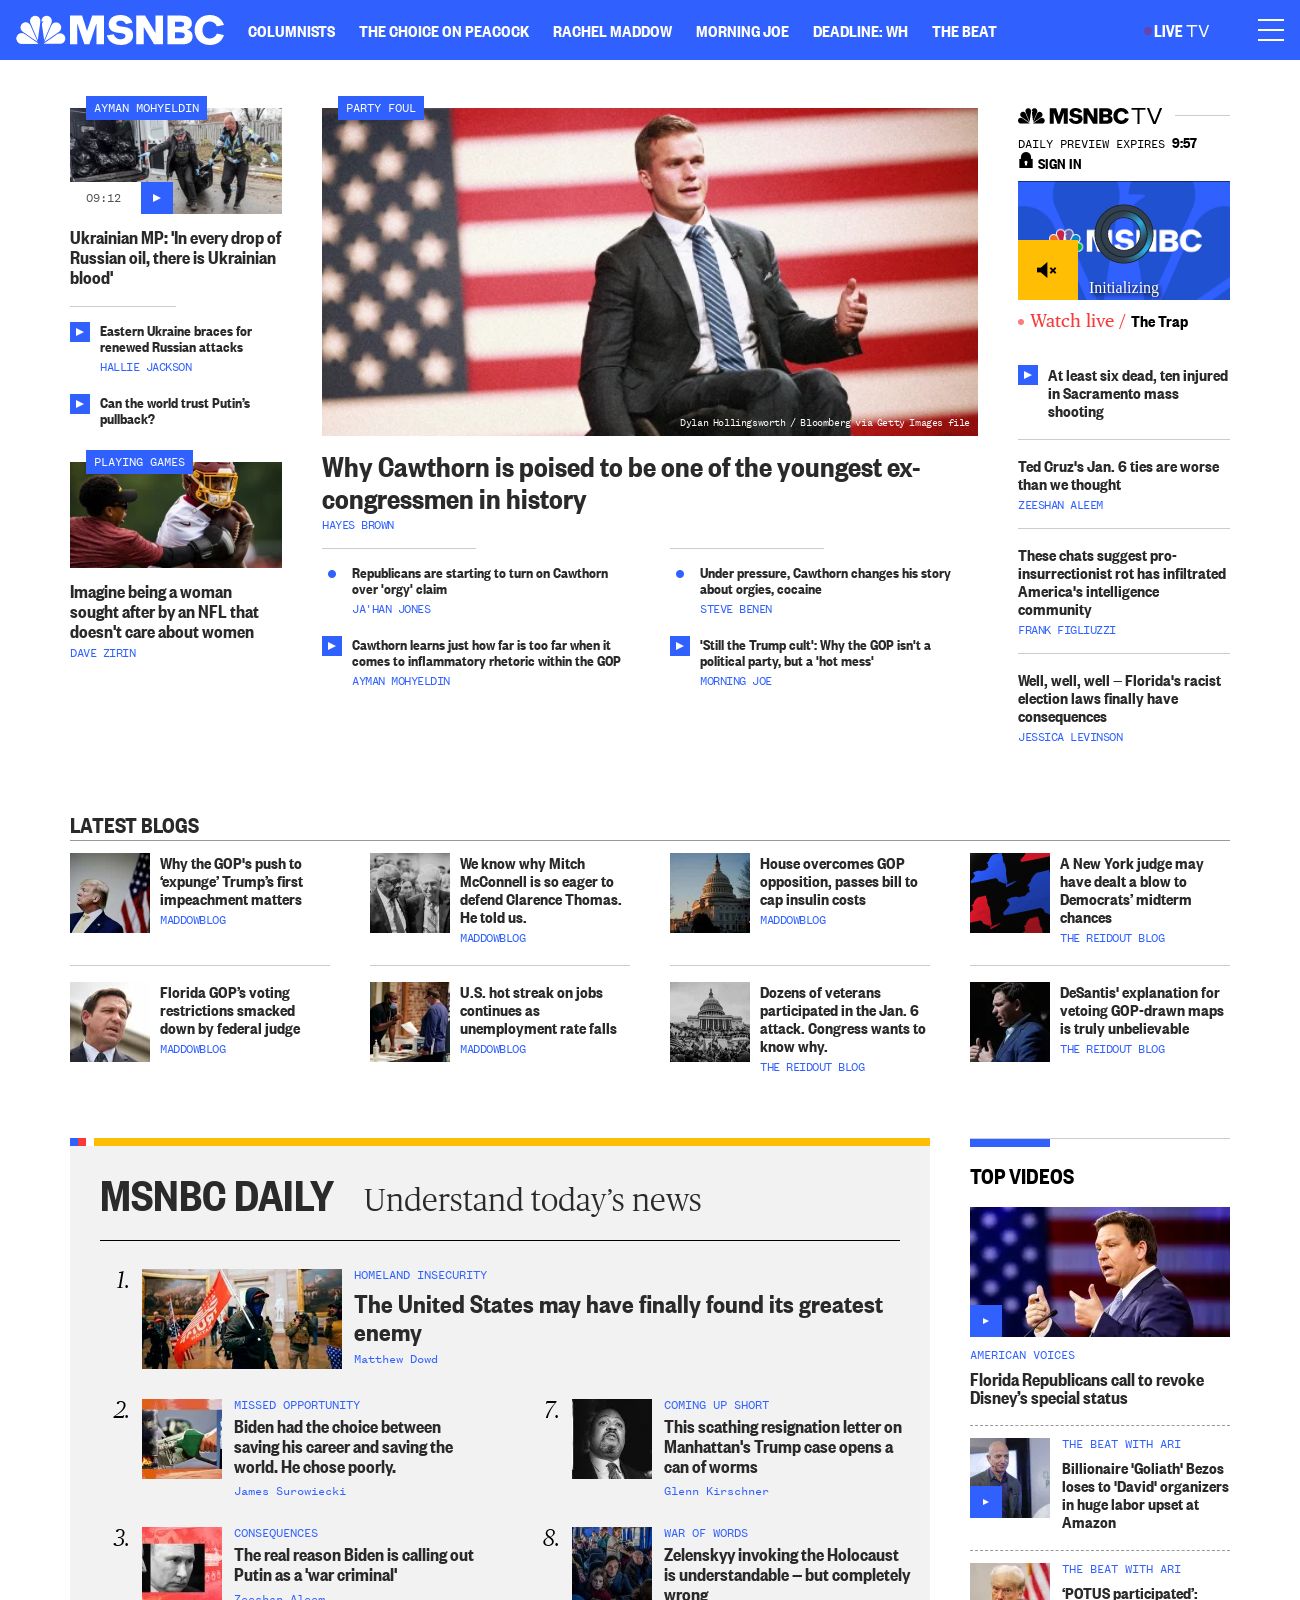 MSNBC
COLUMNISTS
THE CHOICE ON PEACOCK
RACHEL MADDOW
MORNING JOE
DEADLINE: WH
THE BEAT
LIVE TV
AYMAN MOHYELDIN
09:12
Ukrainian MP: 'In every drop of
Russian oil, there is Ukrainian
blood'
Eastern Ukraine braces for
renewed Russian attacks
HALLIE JACKSON
Can the world trust Putin’s
pullback?
PLAYING GAMES
Imagine being a woman
sought after by an NFL that
doesn't care about women
DAVE ZIRIN
PARTY FOUL
Dylan Hollingsworth / Bloomberg via Getty Images file
Why Cawthorn is poised to be one of the youngest ex-
congressmen in history
HAYES BROWN
Republicans are starting to turn on Cawthorn
over 'orgy' claim
JA'HAN JONES
Under pressure, Cawthorn changes his story
about orgies, cocaine
STEVE BENEN
Cawthorn learns just how far is too far when it
comes to inflammatory rhetoric within the GOP
AYMAN MOHYELDIN
'Still the Trump cult': Why the GOP isn't a
political party, but a 'hot mess'
MORNING JOE
MSNBC TV
DAILY PREVIEW EXPIRES 9:57
SIGN IN
MSNBC
Initializing
Watch live / The Trap
At least six dead, ten injured
in Sacramento mass
shooting
Ted Cruz's Jan. 6 ties are worse
than we thought
ZEESHAN ALEEM
These chats suggest pro-
insurrectionist rot has infiltrated
America's intelligence
community
FRANK FIGLIUZZI
Well, well, well — Florida's racist
election laws finally have
consequences
JESSICA LEVINSON
LATEST BLOGS
Why the GOP's push to
‘expunge’ Trump’s first
impeachment matters
MADDOWBLOG
We know why Mitch
McConnell is so eager to
defend Clarence Thomas.
He told us.
MADDOWBLOG
House overcomes GOP
opposition, passes bill to
cap insulin costs
MADDOWBLOG
A New York judge may
have dealt a blow to
Democrats’ midterm
chances
THE REIDOUT BLOG
Florida GOP’s voting
restrictions smacked
down by federal judge
MADDOWBLOG
U.S. hot streak on jobs
continues as
unemployment rate falls
MADDOWBLOG
Dozens of veterans
participated in the Jan. 6
attack. Congress wants to
know why.
THE REIDOUT BLOG
DeSantis' explanation for
vetoing GOP-drawn maps
is truly unbelievable
THE REIDOUT BLOG
MSNBC DAILY Understand today’s news
1.
HOMELAND INSECURITY
The United States may have finally found its greatest
enemy
Matthew Dowd
2.
MISSED OPPORTUNITY
Biden had the choice between
saving his career and saving the
world. He chose poorly.
James Surowiecki
7.
COMING UP SHORT
This scathing resignation letter on
Manhattan's Trump case opens a
can of worms
Glenn Kirschner
3.
CONSEQUENCES
The real reason Biden is calling out
Putin as a 'war criminal'
Zeeshan Aleem
8.
WAR OF WORDS
Zelenskyy invoking the Holocaust
is understandable — but completely
wrong
TOP VIDEOS
AMERICAN VOICES
Florida Republicans call to revoke
Disney’s special status
THE BEAT WITH ARI
Billionaire 'Goliath' Bezos
loses to 'David' organizers
in huge labor upset at
Amazon
THE BEAT WITH ARI
‘POTUS participated’: